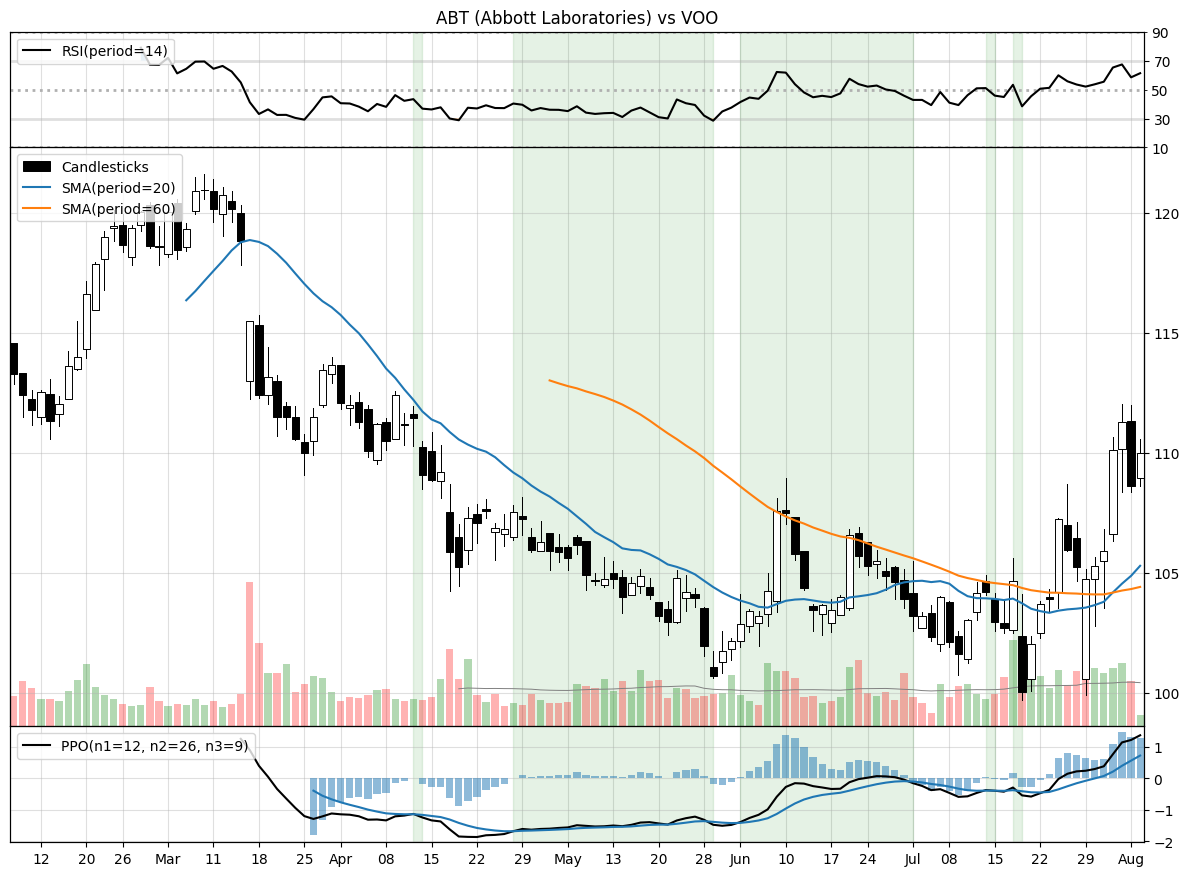 ABT (Abbott Laboratories) vs VOO
RSI(period=14)
90
70
50
30
10
Candlesticks
SMA(period=20)
SMA(period=60)
120
115
110
105
100
PPO(n1=12, n2=26, n3=9)
1
0
−1
−2
12 20 26 Mar 11 18 25 Apr 08 15 22 29 May 13 20 28 Jun 10 17 24 Jul 08 15 22 29 Aug